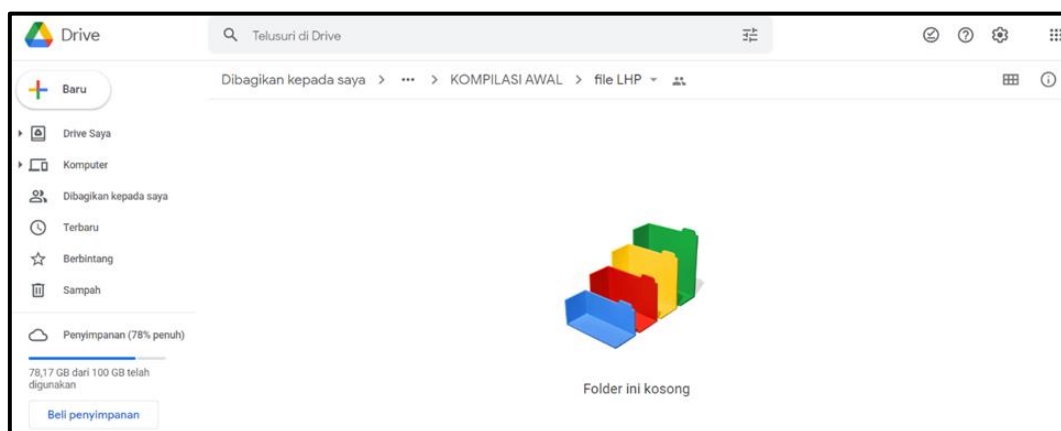 Drive
Telusuri di Drive
Baru
Dibagikan kepada saya > ... > KOMPILASI AWAL > file LHP
Drive Saya
Komputer
Dibagikan kepada saya
Terbaru
Berbintang
Sampah
Penyimpanan (78% penuh)
78,17 GB dari 100 GB telah
digunakan
Beli penyimpanan
Folder ini kosong